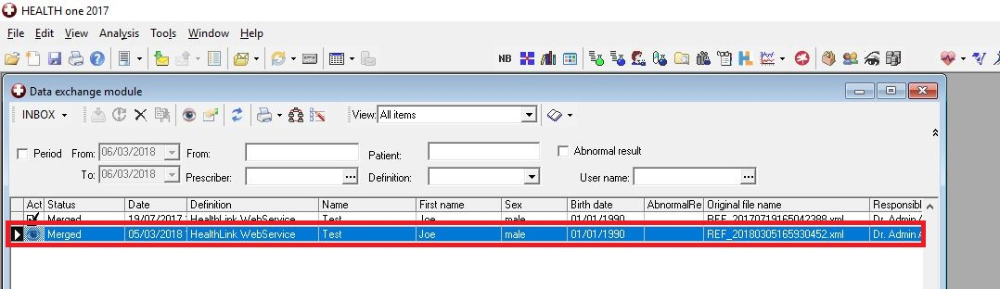 HEALTH one 2017
File Edit View Analysis Tools Window Help
NB
Data exchange module
INBOX View: All items
Period From: 06/03/2018 From: Patient: Abnormal result
To: 06/03/2018 Prescriber: ... Definition: User name: ...
Act Status Date Definition Name First name Sex Birth date AbnormalRe Original file name Responsibl
Merged 19/07/2017 HealthLink WebService Test Joe male 01/01/1990 REF_20170719165042388.xml Dr. Admin A
Merged 05/03/2018 HealthLink WebService Test Joe male 01/01/1990 REF_20180305165930452.xml Dr. Admin A